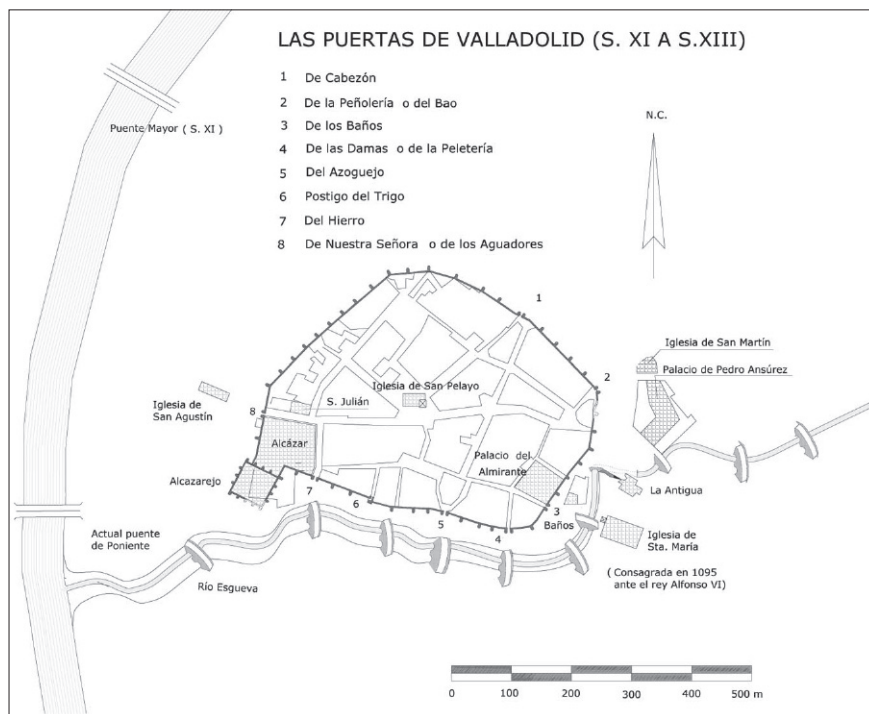 LAS PUERTAS DE VALLADOLID (S. XI A S.XIII)
1 De Cabezón
2 De la Peñolería o del Bao
3 De los Baños
4 De las Damas o de la Peletería
5 Del Azoguejo
6 Postigo del Trigo
7 Del Hierro
8 De Nuestra Señora o de los Aguadores
Puente Mayor ( S. XI )
N.C.
1
2
Iglesia de San Martín
Palacio de Pedro Ansúrez
Iglesia de San Pelayo
S. Julián
Iglesia de
San Agustín
8
Alcázar
Palacio del
Almirante
Alcazarejo
La Antigua
7
6
5
4
3
Baños
Iglesia de
Sta. María
Actual puente
de Poniente
Río Esgueva
( Consagrada en 1095
ante el rey Alfonso VI)
0 100 200 300 400 500 m